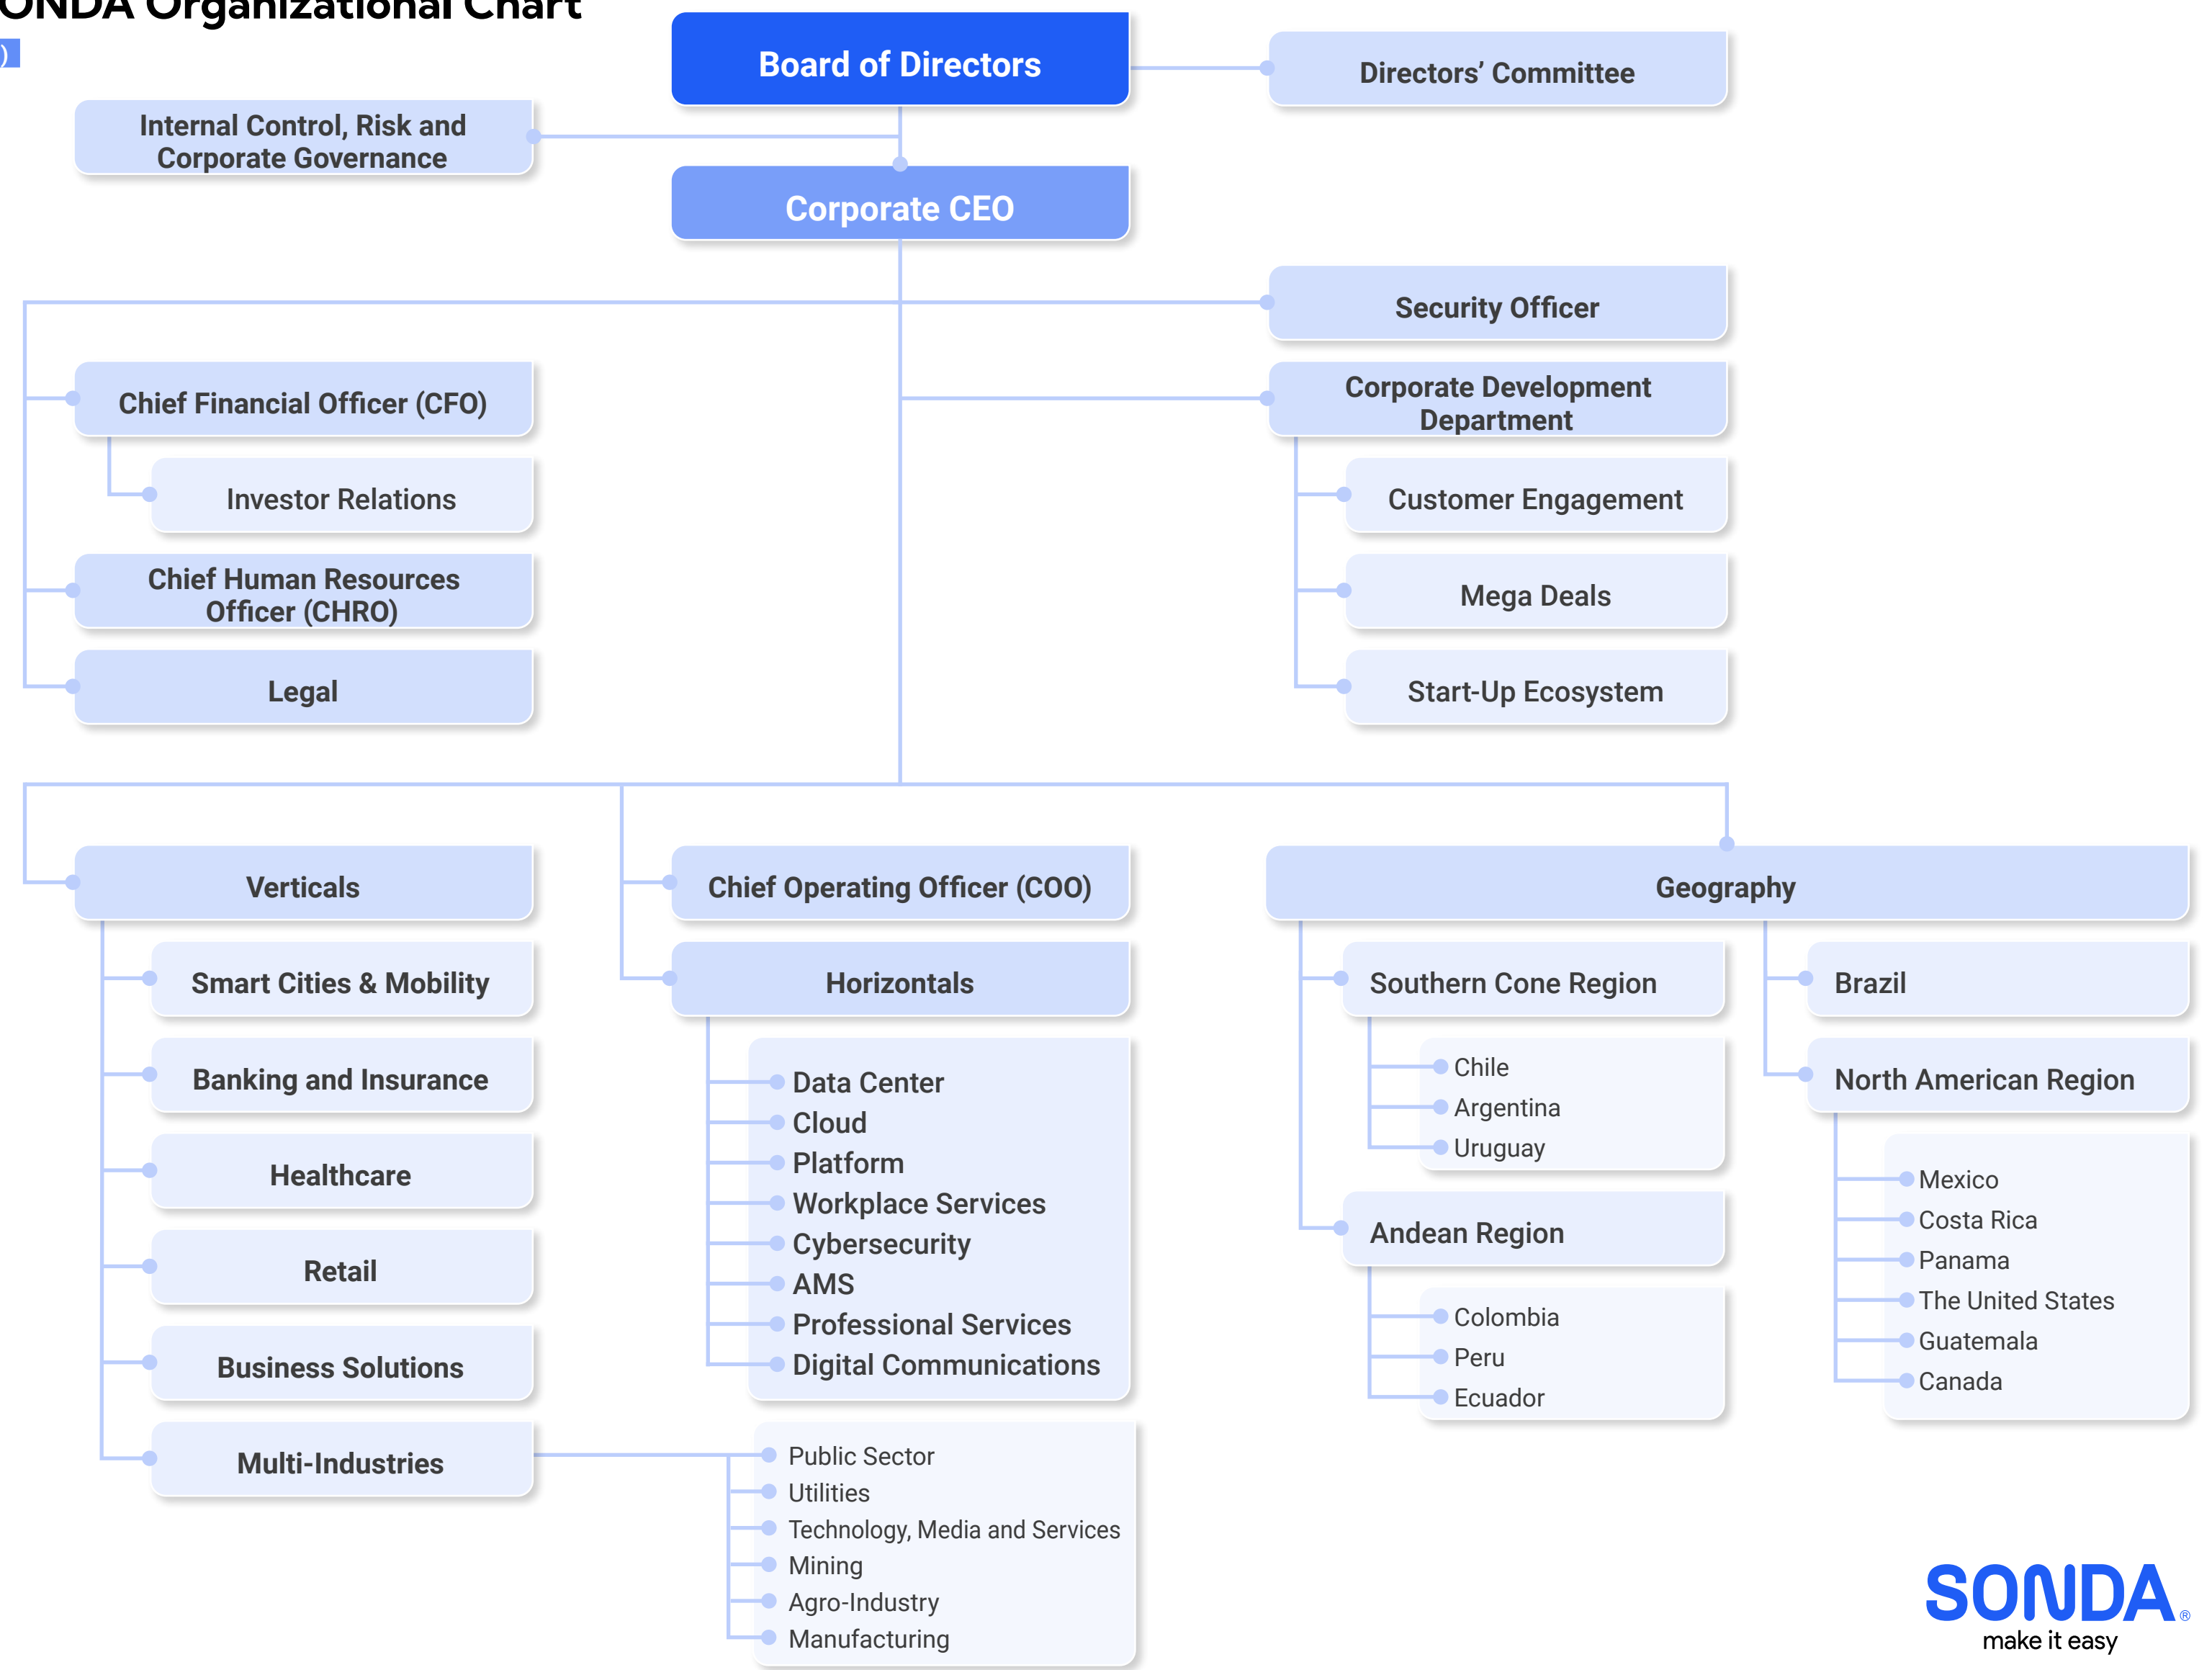 ONDA Organizational Chart
)
Board of Directors
Directors’ Committee
Internal Control, Risk and
Corporate Governance
Corporate CEO
Security Officer
Chief Financial Officer (CFO)
Corporate Development
Department
Investor Relations
Customer Engagement
Chief Human Resources
Officer (CHRO)
Mega Deals
Legal
Start-Up Ecosystem
Verticals
Smart Cities & Mobility
Banking and Insurance
Healthcare
Retail
Business Solutions
Multi-Industries
Chief Operating Officer (COO)
Horizontals
Data Center
Cloud
Platform
Workplace Services
Cybersecurity
AMS
Professional Services
Digital Communications
Public Sector
Utilities
Technology, Media and Services
Mining
Agro-Industry
Manufacturing
Geography
Southern Cone Region
Chile
Argentina
Uruguay
Andean Region
Colombia
Peru
Ecuador
Brazil
North American Region
Mexico
Costa Rica
Panama
The United States
Guatemala
Canada
SONDA®
make it easy